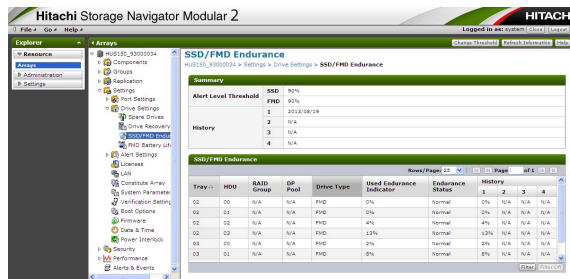 Hitachi Storage Navigator Modular 2
HITACHI
File Go Help
Logged in as: system Close Logout
Explorer
Resource
Arrays
Administration
Settings
Arrays
Change Threshold Refresh Information Help
HUS150_93000034
Components
Groups
Replication
Settings
Port Settings
Drive Settings
Spare Drives
Drive Recovery
SSD/FMD Endur
FMD Battery Life
Alert Settings
Licenses
LAN
Constitute Array
System Parameter
Verification Setting
Boot Options
Firmware
Date & Time
Power Interlock
Security
Performance
Alerts & Events
SSD/FMD Endurance
HUS150_93000034 > Settings > Drive Settings > SSD/FMD Endurance
Summary
Alert Level Threshold SSD 90%
FMD 90%
History 1 2013/08/19
2 N/A
3 N/A
4 N/A
SSD/FMD Endurance
Rows/Page: 25 Page 1 of 1
Tray HDU RAID Group DP Pool Drive Type Used Endurance Indicator Endurance Status History 1 2 3 4
02 00 N/A N/A FMD 0% Normal 0% N/A N/A N/A
02 01 N/A N/A FMD 0% Normal 0% N/A N/A N/A
02 02 N/A N/A FMD 4% Normal 4% N/A N/A N/A
02 03 N/A N/A FMD 13% Normal 13% N/A N/A N/A
03 00 N/A N/A FMD 2% Normal 2% N/A N/A N/A
03 01 N/A N/A FMD 8% Normal 8% N/A N/A N/A
Filter Filter Off